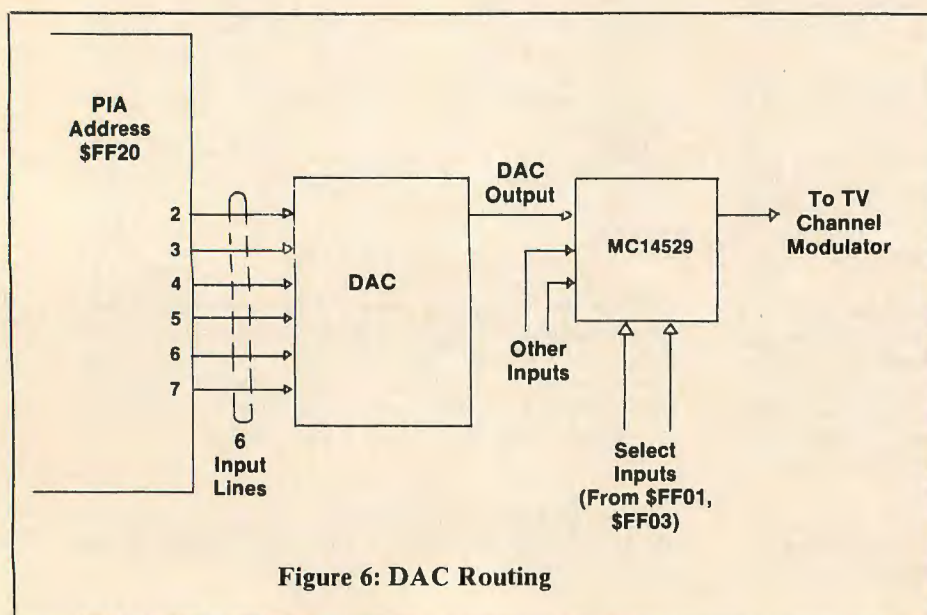 PIA
Address
$FF20
2
3
4
5
6
7
6
Input
Lines
DAC
DAC
Output
MC14529
Other
Inputs
Select
Inputs
(From $FF01,
$FF03)
To TV
Channel
Modulator
Figure 6: DAC Routing